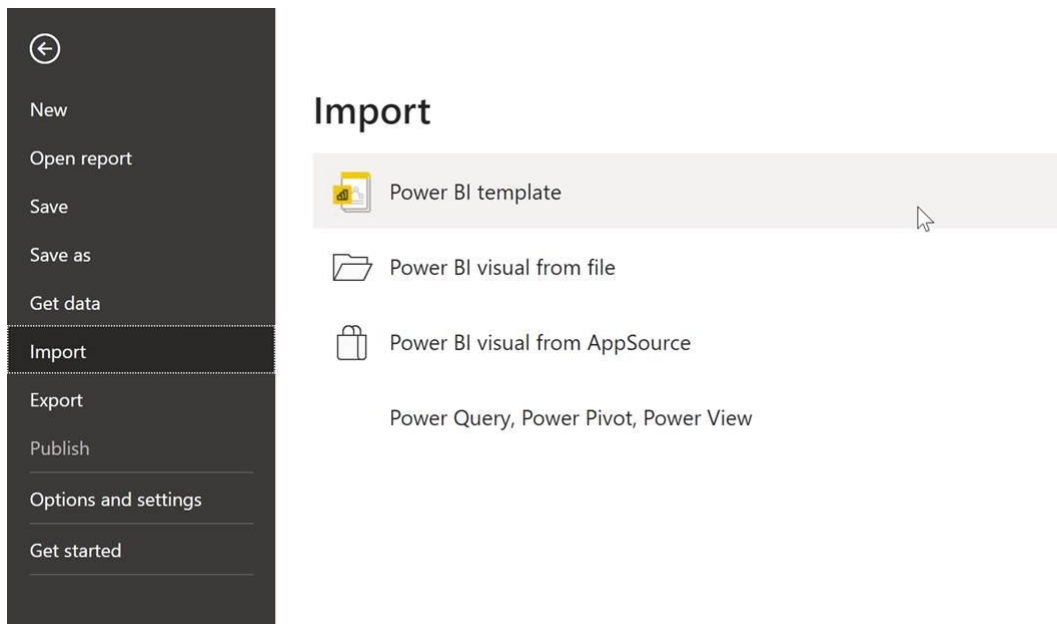 New
Open report
Save
Save as
Get data
Import
Export
Publish
Options and settings
Get started
Import
Power BI template
Power BI visual from file
Power BI visual from AppSource
Power Query, Power Pivot, Power View